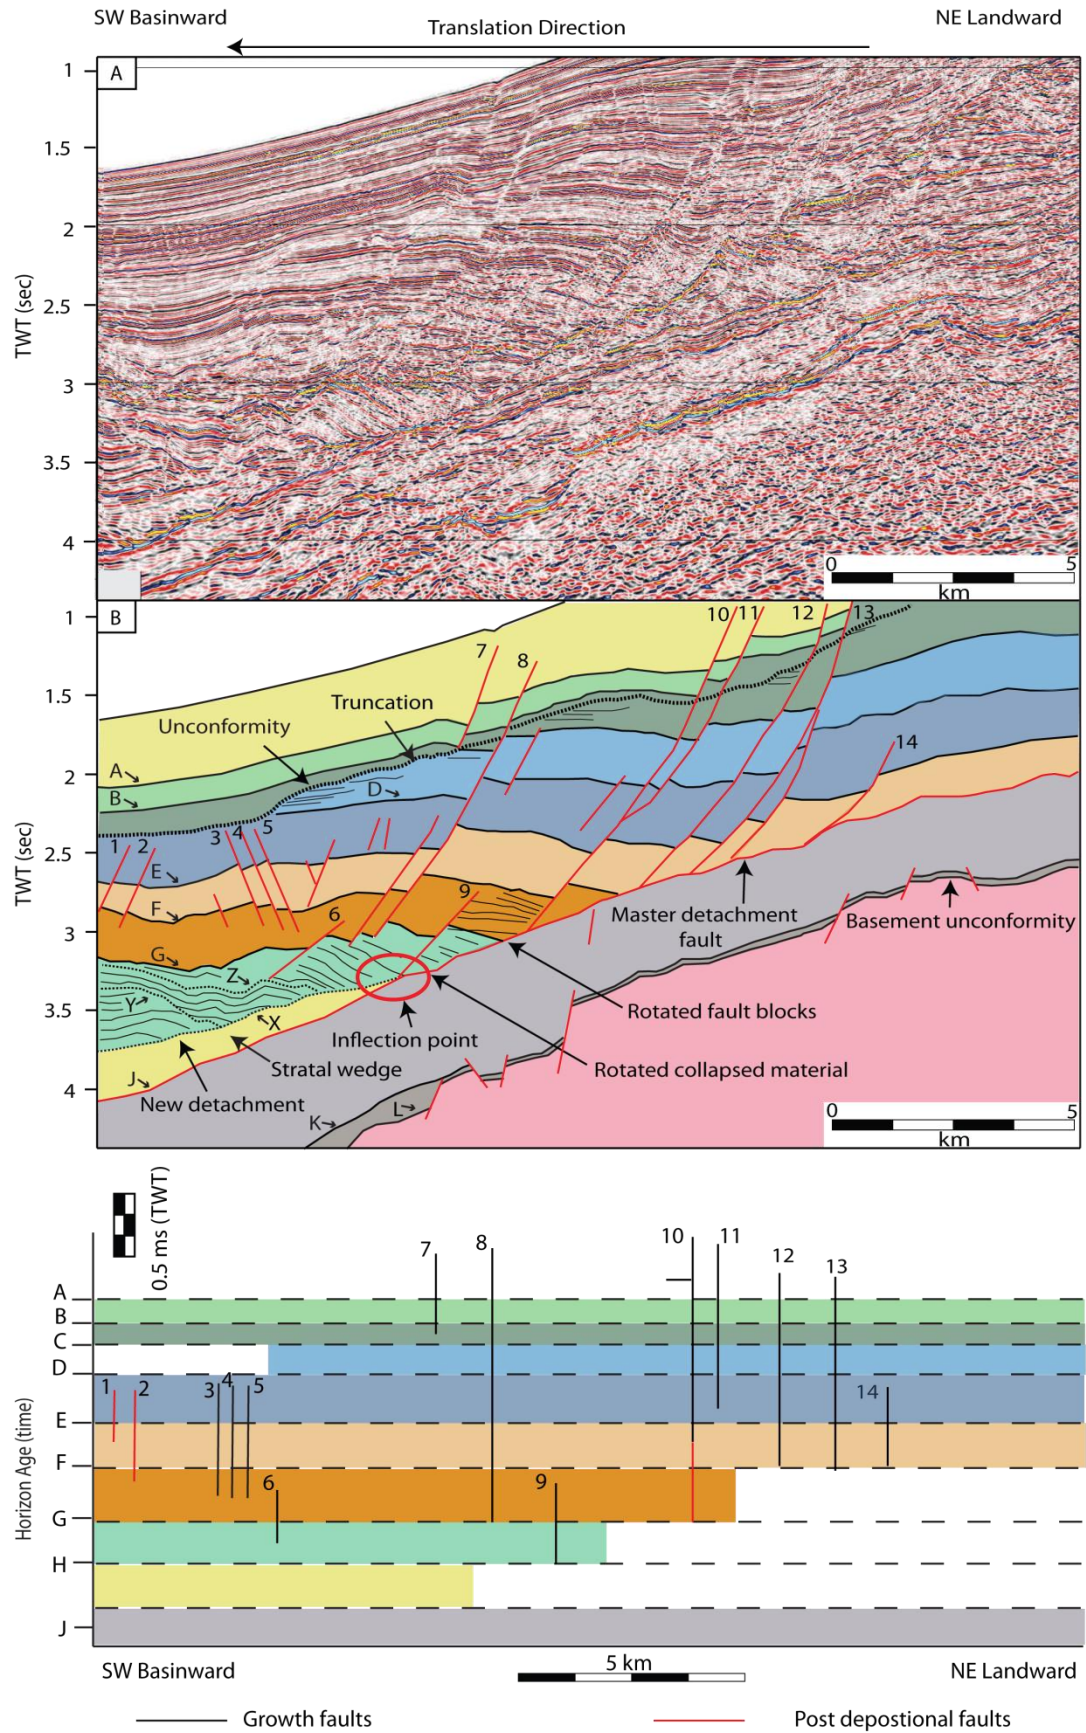 SW Basinward
NE Landward
Translation Direction
A
1
1.5
2
2.5
3
3.5
4
TWT (sec)
0 5
km
B
1
1.5
2
2.5
3
3.5
4
TWT (sec)
10 11 12 13
7
8
Truncation
Unconformity
14
A
B
D
1 2 3 4 5
E
F
6
9
G
Z
Y
X
J
K
L
Master detachment
fault
Basement unconformity
Rotated fault blocks
Inflection point
Rotated collapsed material
Stratal wedge
New detachment
0 5
km
0.5 ms (TWT)
7
8
10
11
12
13
A
B
C
D
1 2 3 4 5
14
E
F
6
9
G
H
J
Horizon Age (time)
SW Basinward
5 km
NE Landward
Growth faults
Post depostional faults